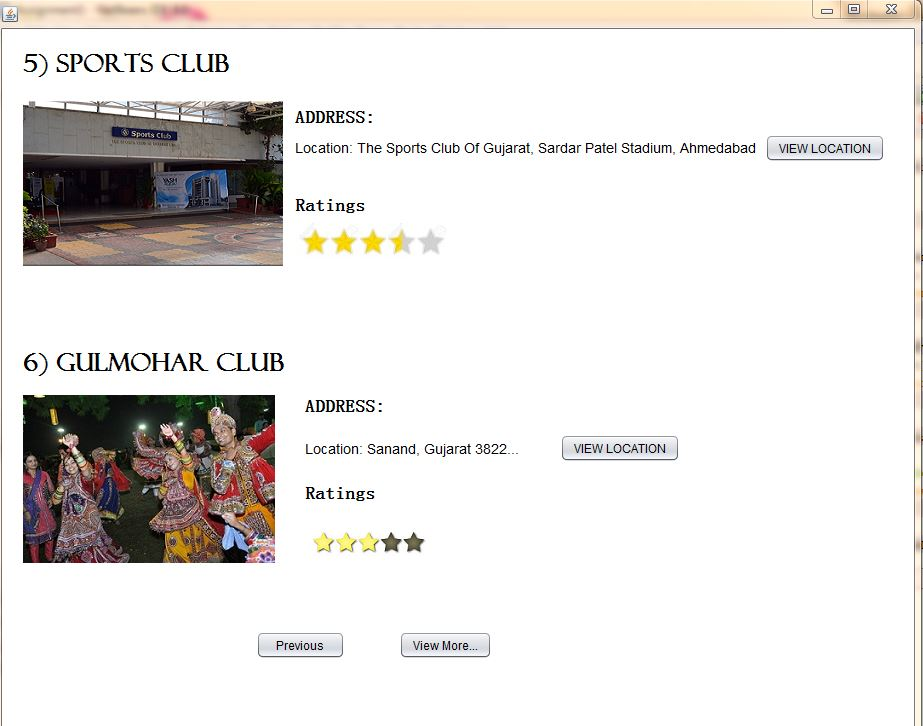 5) SPORTS CLUB
Sports Club
ADDRESS:
Location: The Sports Club Of Gujarat, Sardar Patel Stadium, Ahmedabad
VIEW LOCATION
YASH
Ratings
6) GULMOHAR CLUB
ADDRESS:
Location: Sanand, Gujarat 3822...
VIEW LOCATION
Ratings
Previous
View More...